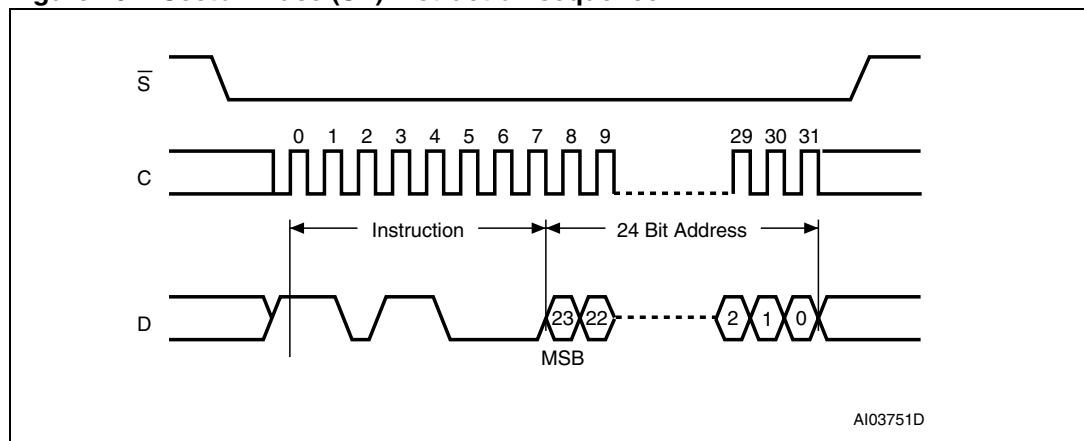 S
0 1 2 3 4 5 6 7 8 9 29 30 31
C
Instruction 24 Bit Address
D
23 22 2 1 0
MSB
AI03751D